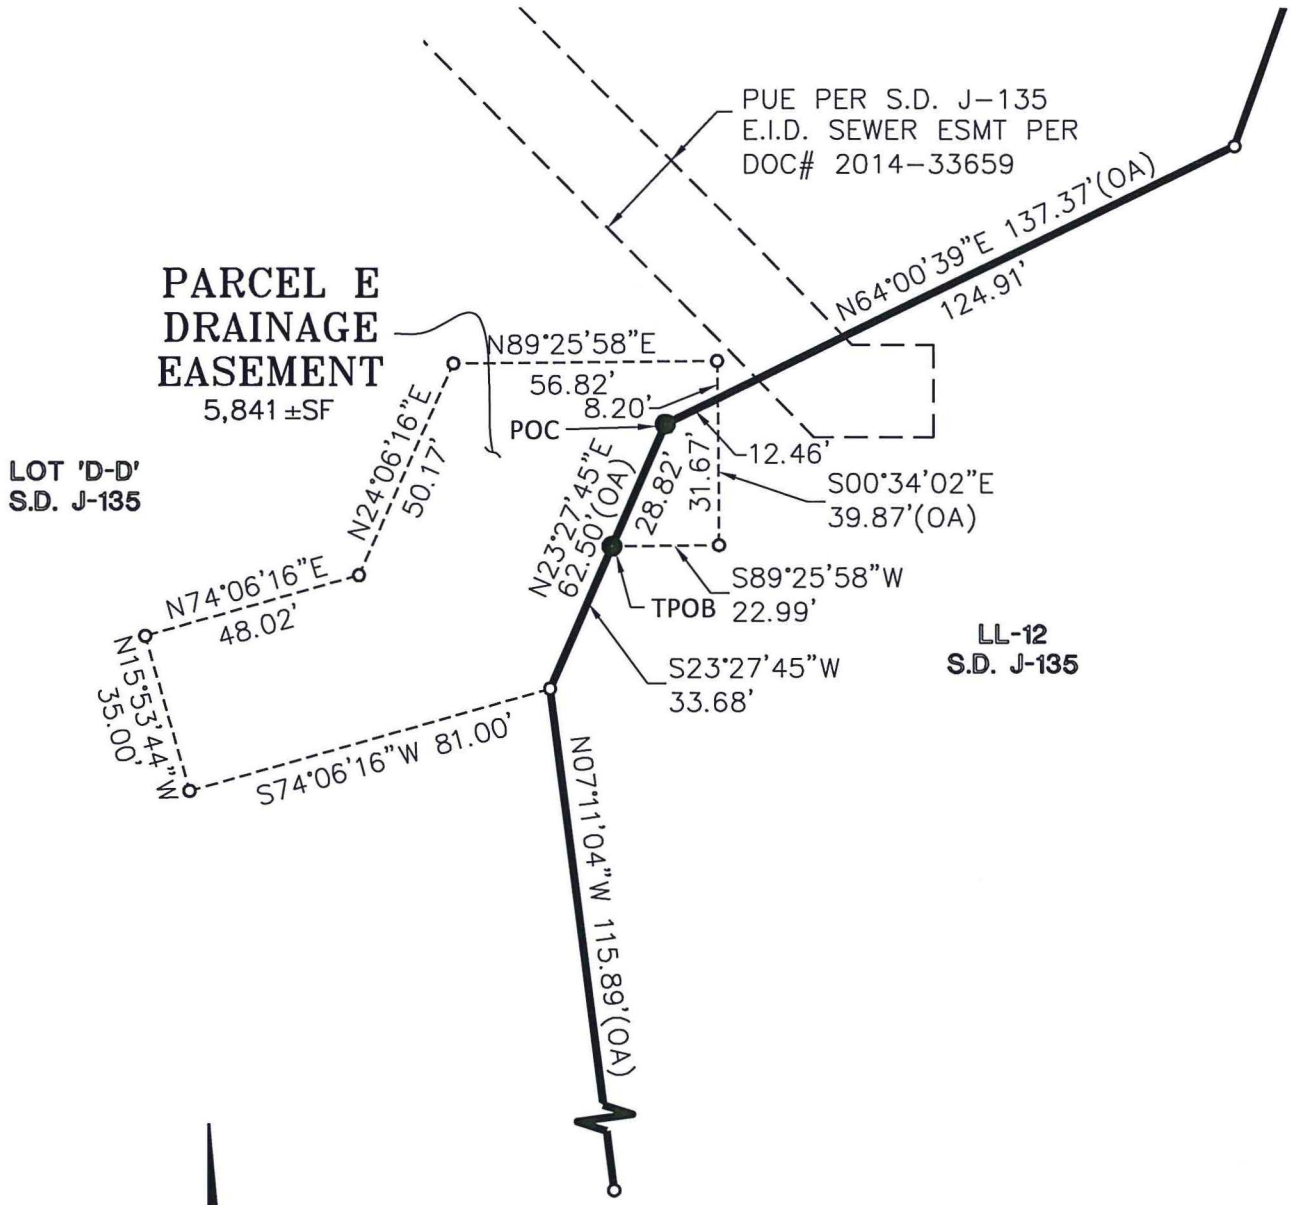 PUE PER S.D. J-135
E.I.D. SEWER ESMT PER
DOC# 2014-33659
N64°00'39"E 137.37'(OA)
124.91'
PARCEL E
DRAINAGE
EASEMENT
5,841 ±SF
N89°25'58"E
56.82'
8.20'
POC
12.46'
N24°06'16"E
50.17'
LOT 'D-D'
S.D. J-135
N23°27'45"E
62.50'(OA)
28.82'
31.67'
S00°34'02"E
39.87'(OA)
S89°25'58"W
22.99'
TPOB
N74°06'16"E
48.02'
LL-12
S.D. J-135
S23°27'45"W
33.68'
N15°53'44"W
35.00'
S74°06'16"W 81.00'
N07°11'04"W 115.89'(OA)